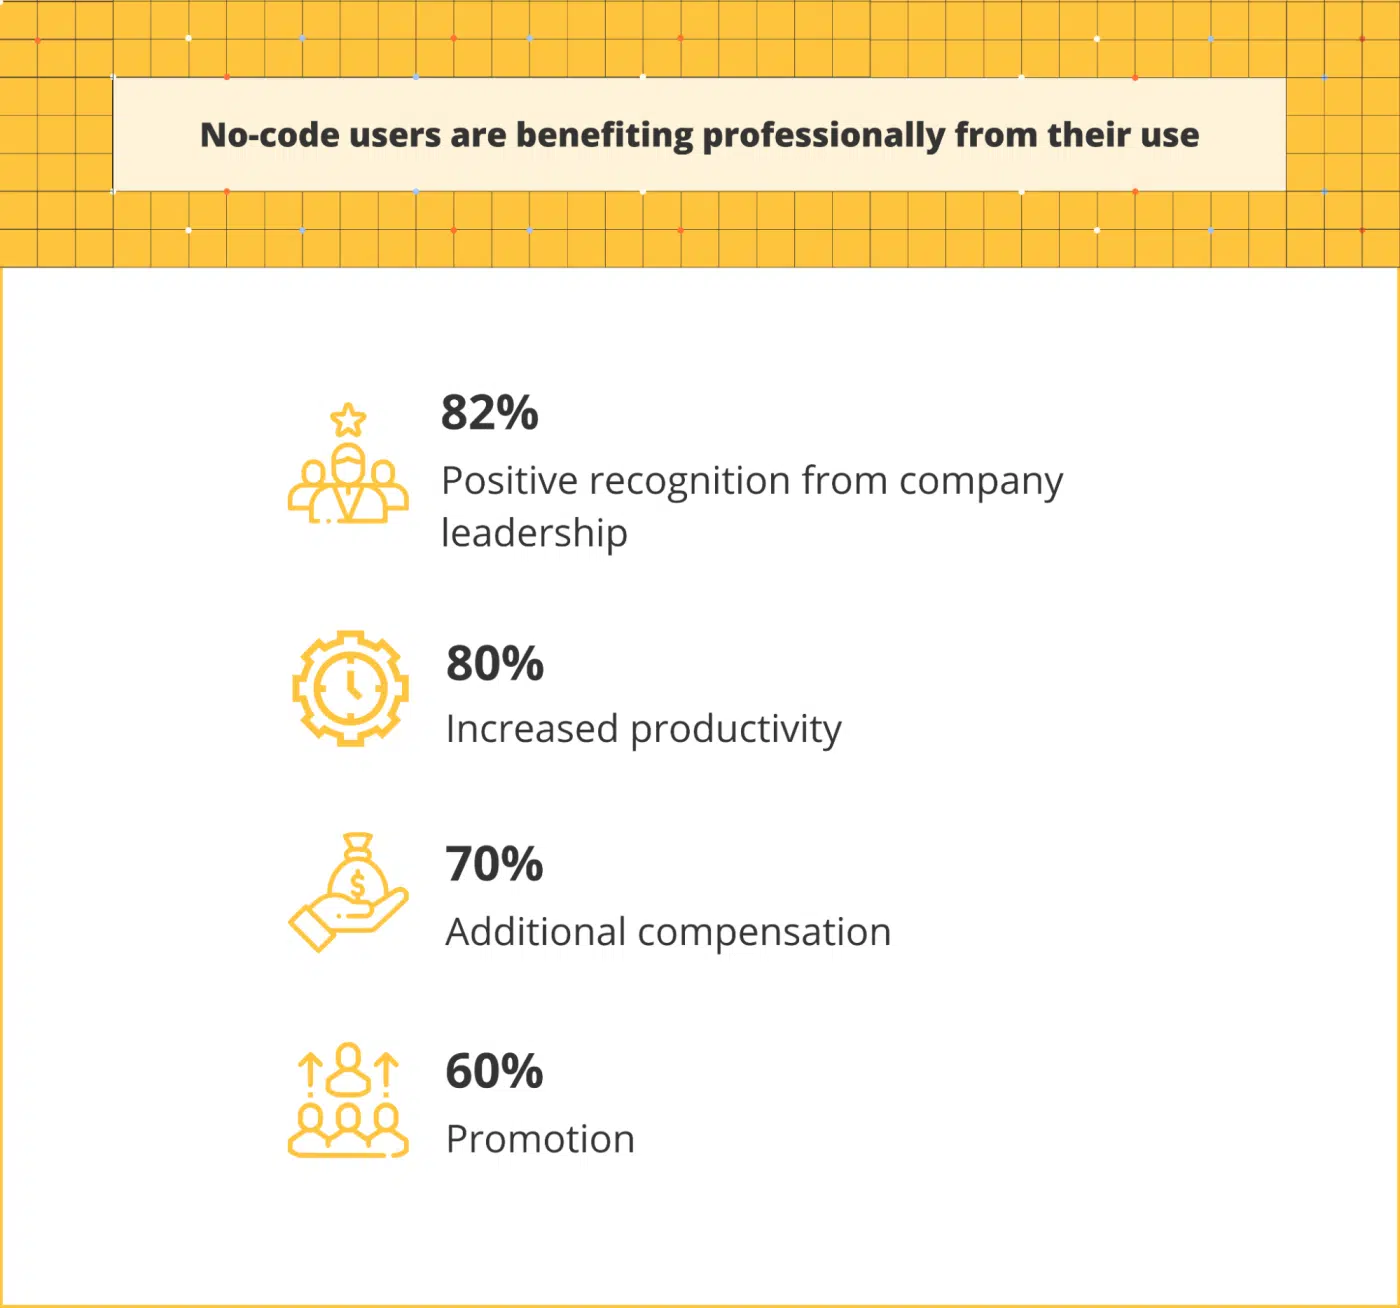 No-code users are benefiting professionally from their use
82%
Positive recognition from company
leadership
80%
Increased productivity
$
70%
Additional compensation
60%
Promotion